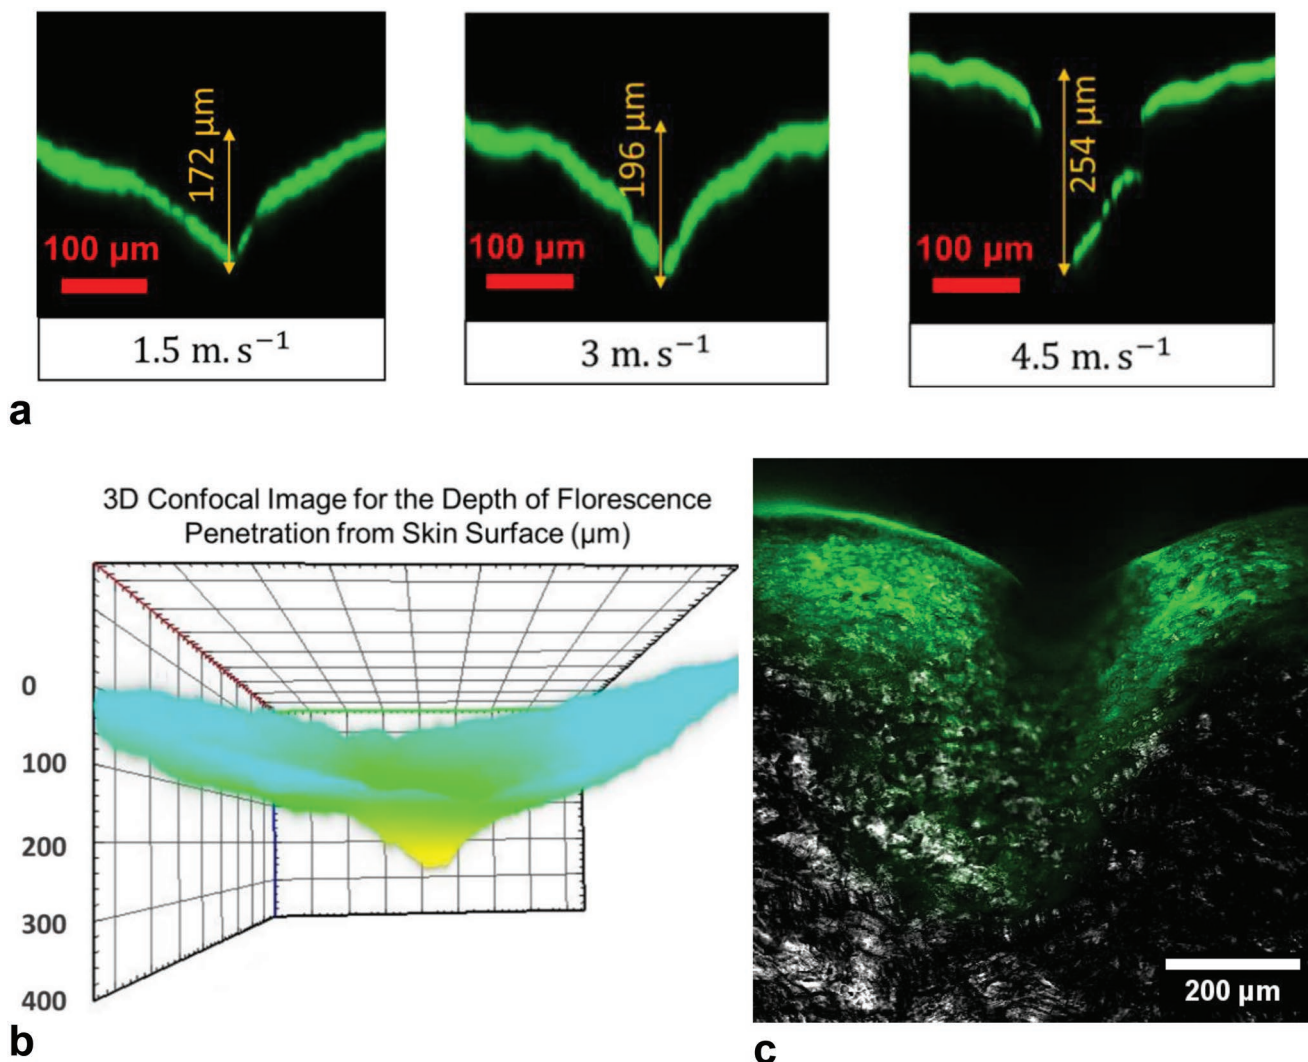 172 µm
100 µm
1.5 m. s⁻¹
196 µm
100 µm
3 m. s⁻¹
254 µm
100 µm
4.5 m. s⁻¹
a
3D Confocal Image for the Depth of Florescence
Penetration from Skin Surface (µm)
0
100
200
300
400
b
200 µm
c